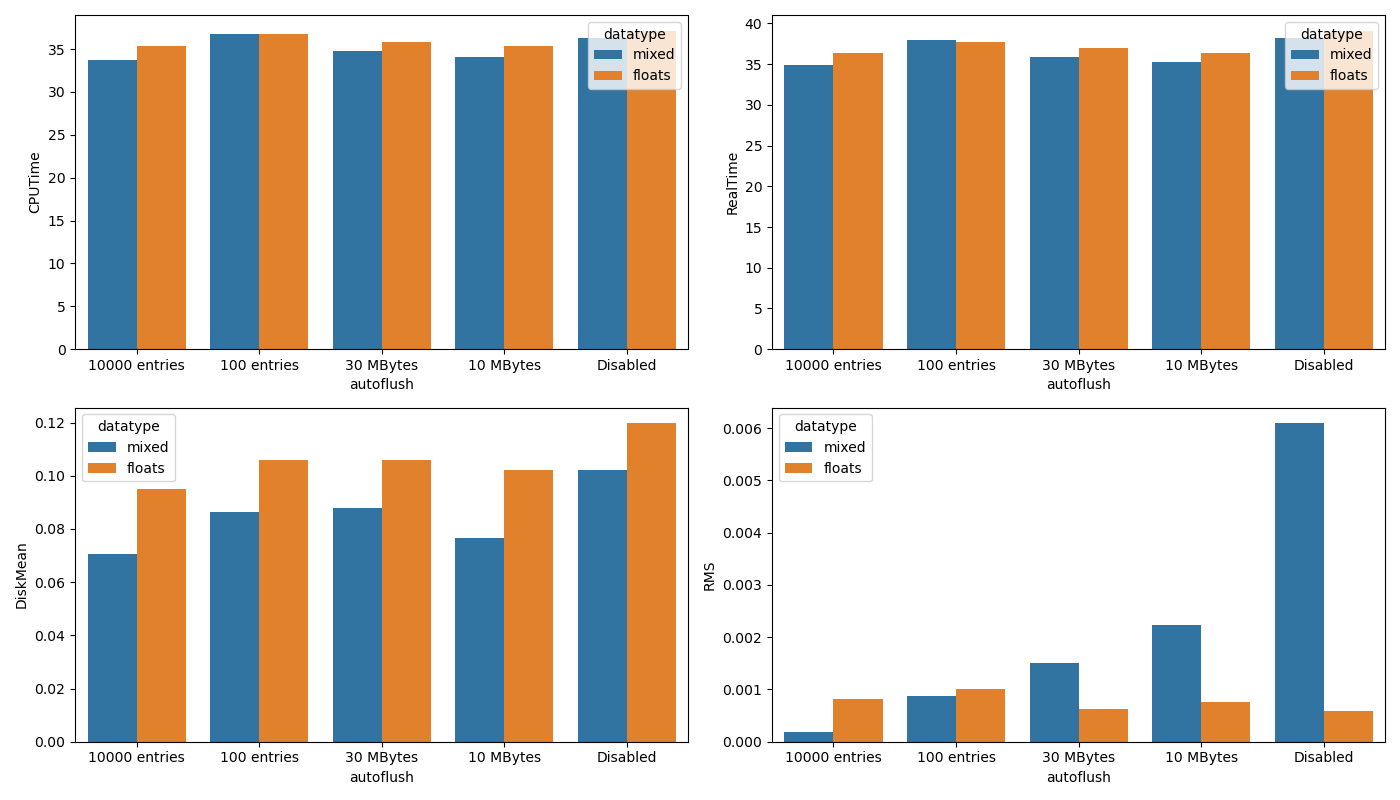 CPUTime
35
30
25
20
15
10
5
0
datatype
mixed
floats
10000 entries 100 entries 30 MBytes 10 MBytes Disabled
autoflush
RealTime
40
35
30
25
20
15
10
5
0
datatype
mixed
floats
10000 entries 100 entries 30 MBytes 10 MBytes Disabled
autoflush
DiskMean
0.12
0.10
0.08
0.06
0.04
0.02
0.00
datatype
mixed
floats
10000 entries 100 entries 30 MBytes 10 MBytes Disabled
autoflush
RMS
0.006
0.005
0.004
0.003
0.002
0.001
0.000
datatype
mixed
floats
10000 entries 100 entries 30 MBytes 10 MBytes Disabled
autoflush